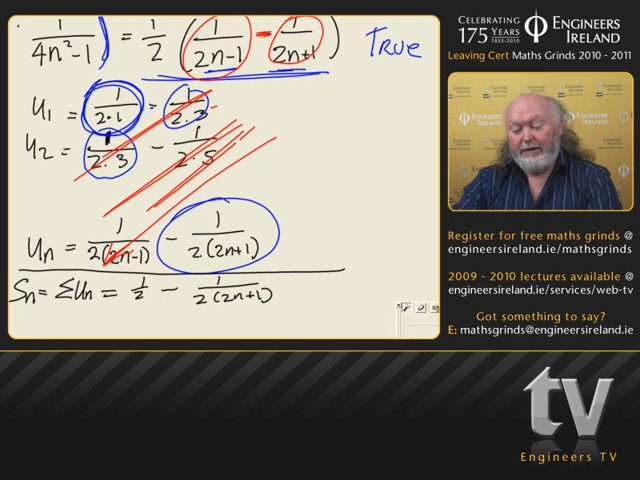 1/(4n²-1) = 1/2 (1/(2n-1) - 1/(2n+1)) TRUE
u₁ = 1/(2·1) - 1/(2·3)
u₂ = 1/(2·3) - 1/(2·5)
uₙ = 1/(2(2n-1)) - 1/(2(2n+1))
Sₙ = Σuₙ = 1/2 - 1/(2(2n+1))
CELEBRATING
175 YEARS
1835-2010
ENGINEERS
IRELAND
Leaving Cert Maths Grinds 2010 - 2011
Register for free maths grinds @
engineersireland.ie/mathsgrinds
2009 - 2010 lectures available @
engineersireland.ie/services/web-tv
Got something to say?
E: mathsgrinds@engineersireland.ie
tv
Engineers TV